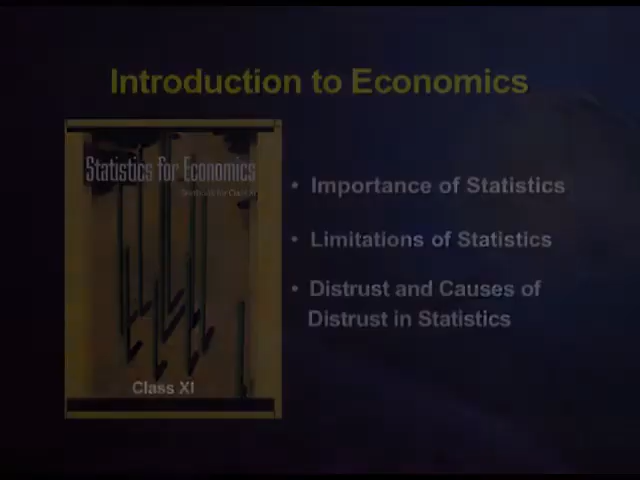 Introduction to Economics
Statistics for Economics
Class XI
• Importance of Statistics
• Limitations of Statistics
• Distrust and Causes of
Distrust in Statistics